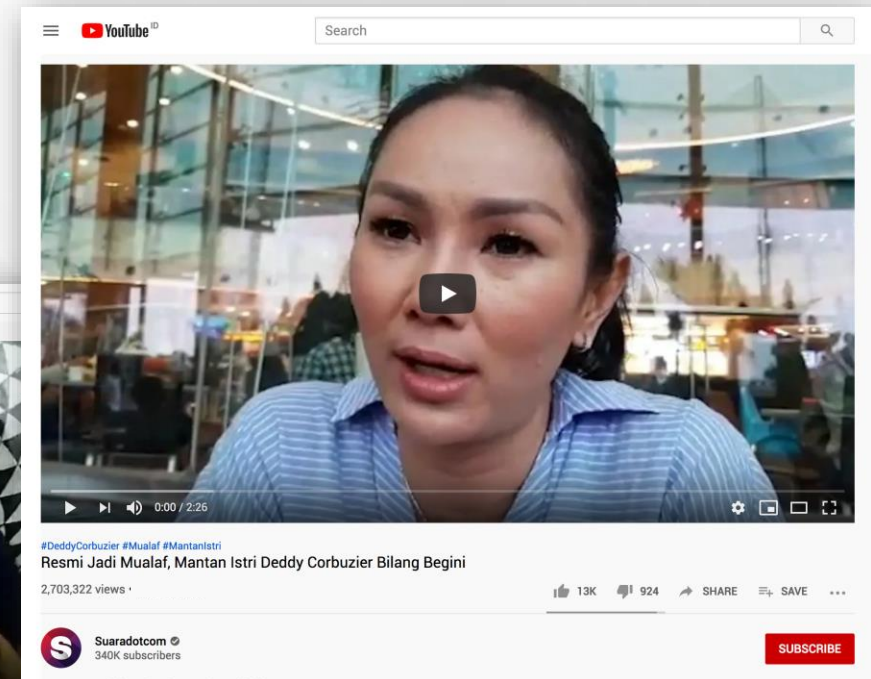 YouTube ID
Search
0:00 / 2:26
#DeddyCorbuzier #Mualaf #MantanIstri
Resmi Jadi Mualaf, Mantan Istri Deddy Corbuzier Bilang Begini
2,703,322 views •
13K
924
SHARE
SAVE
S
Suaradotcom
340K subscribers
SUBSCRIBE